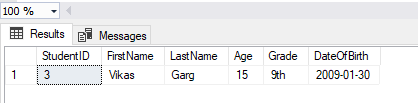 100 %
Results Messages
StudentID FirstName LastName Age Grade DateOfBirth
1 3 Vikas Garg 15 9th 2009-01-30